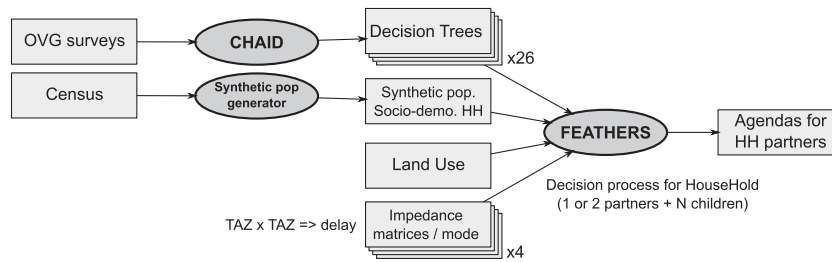 OVG surveys
CHAID
Decision Trees
x26
Census
Synthetic pop
generator
Synthetic pop.
Socio-demo. HH
FEATHERS
Agendas for
HH partners
Land Use
Decision process for HouseHold
(1 or 2 partners + N children)
TAZ x TAZ => delay
Impedance
matrices / mode
x4